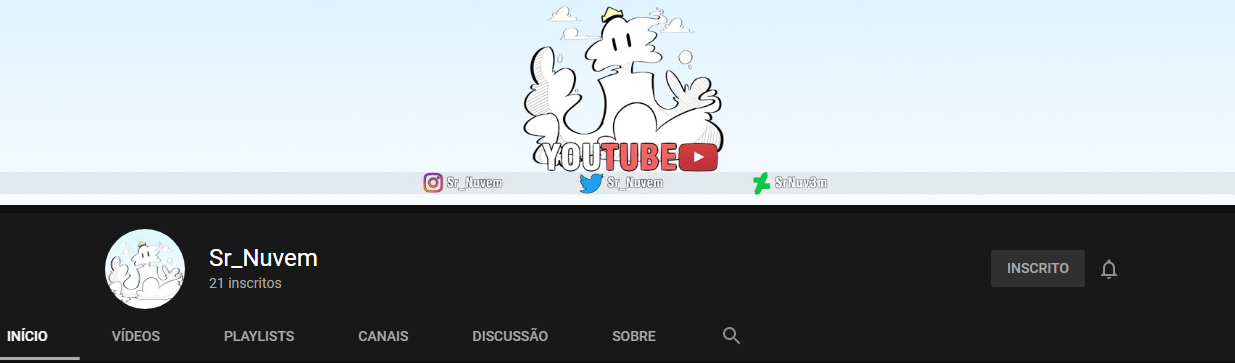 YOUTUBE
Sr_Nuvem Sr_Nuvem SrNuv3m
Sr_Nuvem
21 inscritos
INSCRITO
INÍCIO VÍDEOS PLAYLISTS CANAIS DISCUSSÃO SOBRE